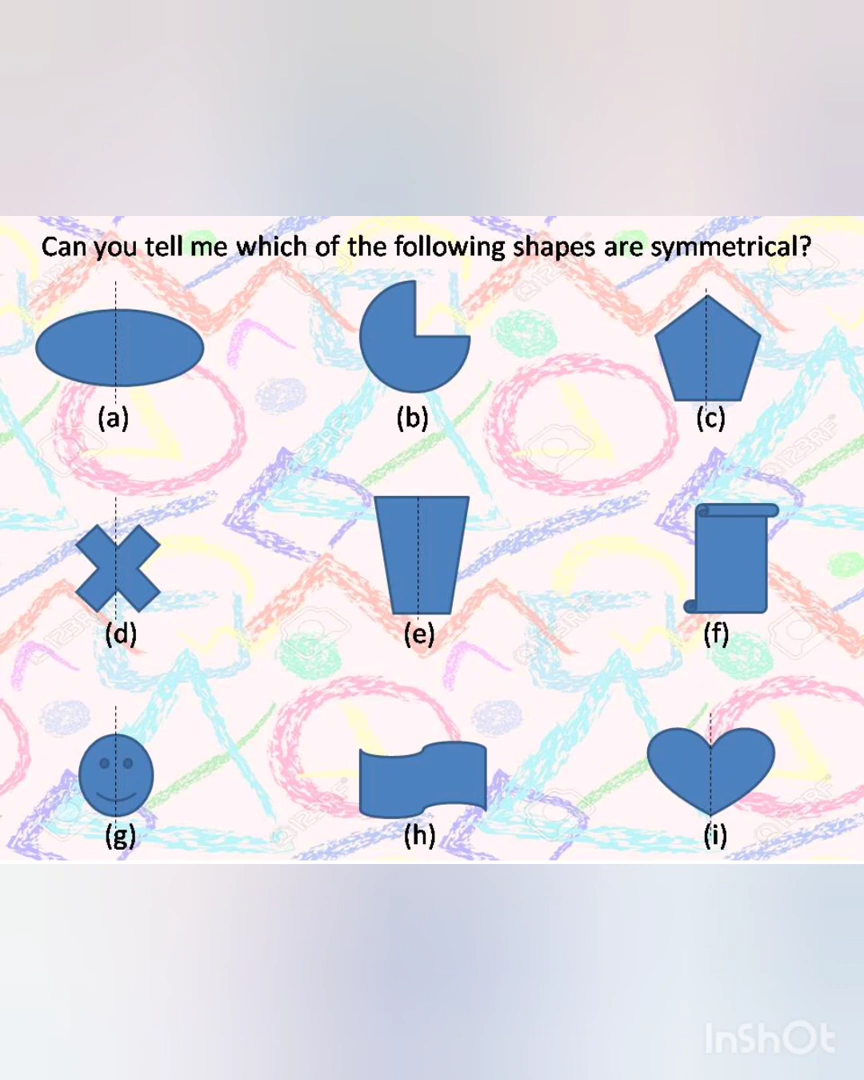 Can you tell me which of the following shapes are symmetrical?
(a) (b) (c)
(d) (e) (f)
(g) (h) (i)
InShOt